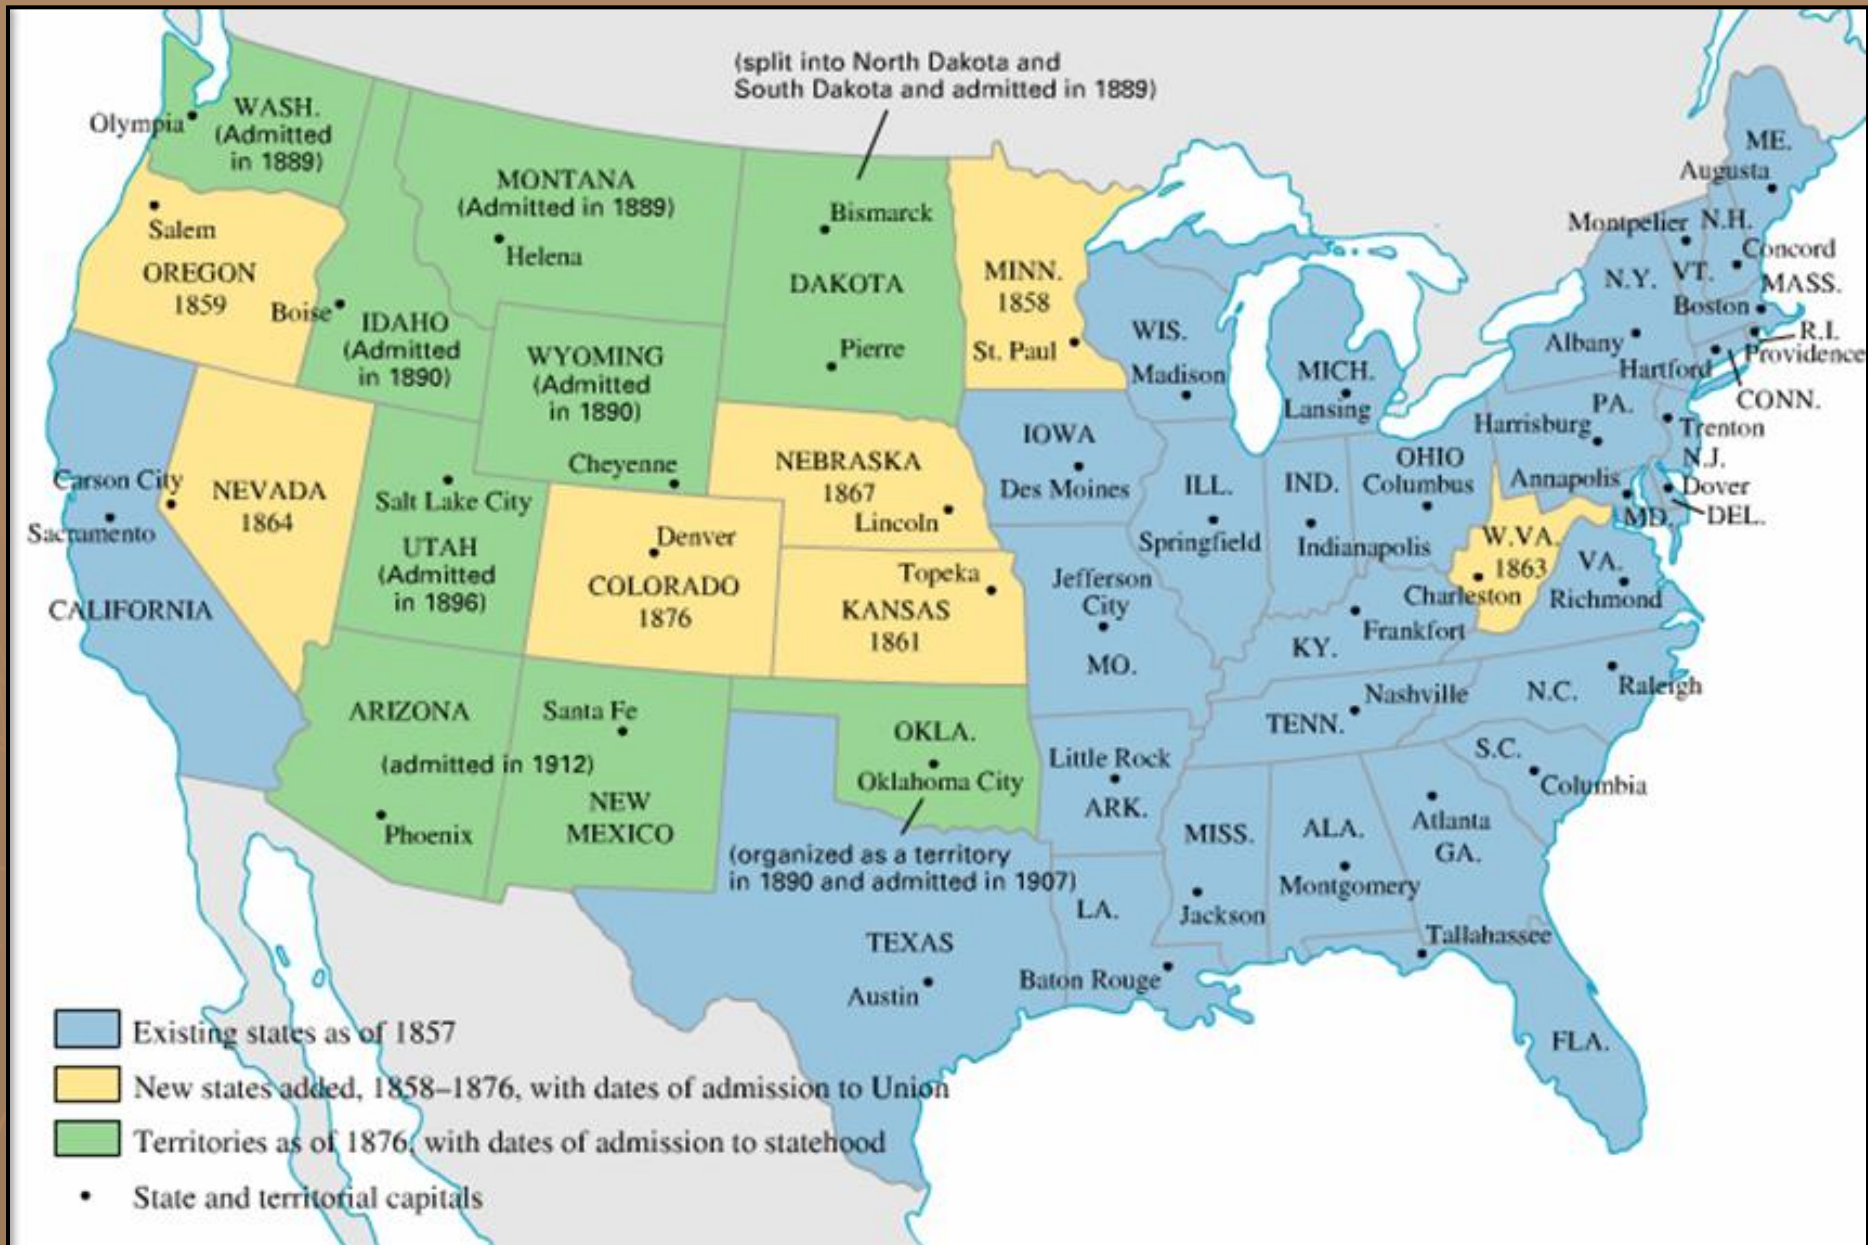 (split into North Dakota and
South Dakota and admitted in 1889)
WASH.
(Admitted
in 1889)
Olympia
MONTANA
(Admitted in 1889)
Helena
Bismarck
DAKOTA
Pierre
MINN.
1858
St. Paul
Salem
OREGON
1859
Boise
IDAHO
(Admitted
in 1890)
WYOMING
(Admitted
in 1890)
Cheyenne
WIS.
Madison
MICH.
Lansing
ME.
Augusta
Montpelier
N.H.
Concord
N.Y.
VT.
MASS.
Boston
Albany
R.I.
Providence
Hartford
CONN.
PA.
Harrisburg
Trenton
N.J.
Annapolis
Dover
MD.
DEL.
Carson City
NEVADA
1864
Sacramento
CALIFORNIA
Salt Lake City
UTAH
(Admitted
in 1896)
Denver
COLORADO
1876
NEBRASKA
1867
Lincoln
Topeka
KANSAS
1861
IOWA
Des Moines
ILL.
Springfield
IND.
Indianapolis
OHIO
Columbus
W.VA.
1863
Charleston
VA.
Richmond
Jefferson
City
MO.
KY.
Frankfort
ARIZONA
Santa Fe
(admitted in 1912)
NEW
MEXICO
Phoenix
OKLA.
Oklahoma City
(organized as a territory
in 1890 and admitted in 1907)
Little Rock
ARK.
TENN.
Nashville
N.C.
Raleigh
S.C.
Columbia
MISS.
Jackson
ALA.
Montgomery
Atlanta
GA.
TEXAS
Austin
LA.
Baton Rouge
Tallahassee
FLA.
Existing states as of 1857
New states added, 1858–1876, with dates of admission to Union
Territories as of 1876, with dates of admission to statehood
State and territorial capitals